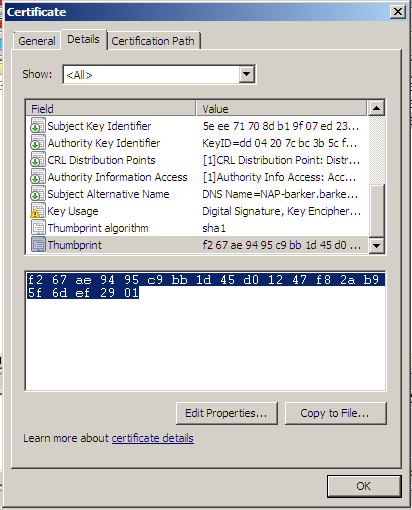 Certificate
General Details Certification Path
Show: <All>
Field Value
Subject Key Identifier 5e ee 71 70 8d b1 9f 07 ed 23...
Authority Key Identifier KeyID=dd 04 20 7c bc 3b 5c f...
CRL Distribution Points [1]CRL Distribution Point: Distr...
Authority Information Access [1]Authority Info Access: Acc...
Subject Alternative Name DNS Name=NAP-barker.barke...
Key Usage Digital Signature, Key Encipher...
Thumbprint algorithm sha1
Thumbprint f2 67 ae 94 95 c9 bb 1d 45 d0 ...
f2 67 ae 94 95 c9 bb 1d 45 d0 12 47 f8 2a b9
5f 6d ef 29 01
Edit Properties... Copy to File...
Learn more about certificate details
OK